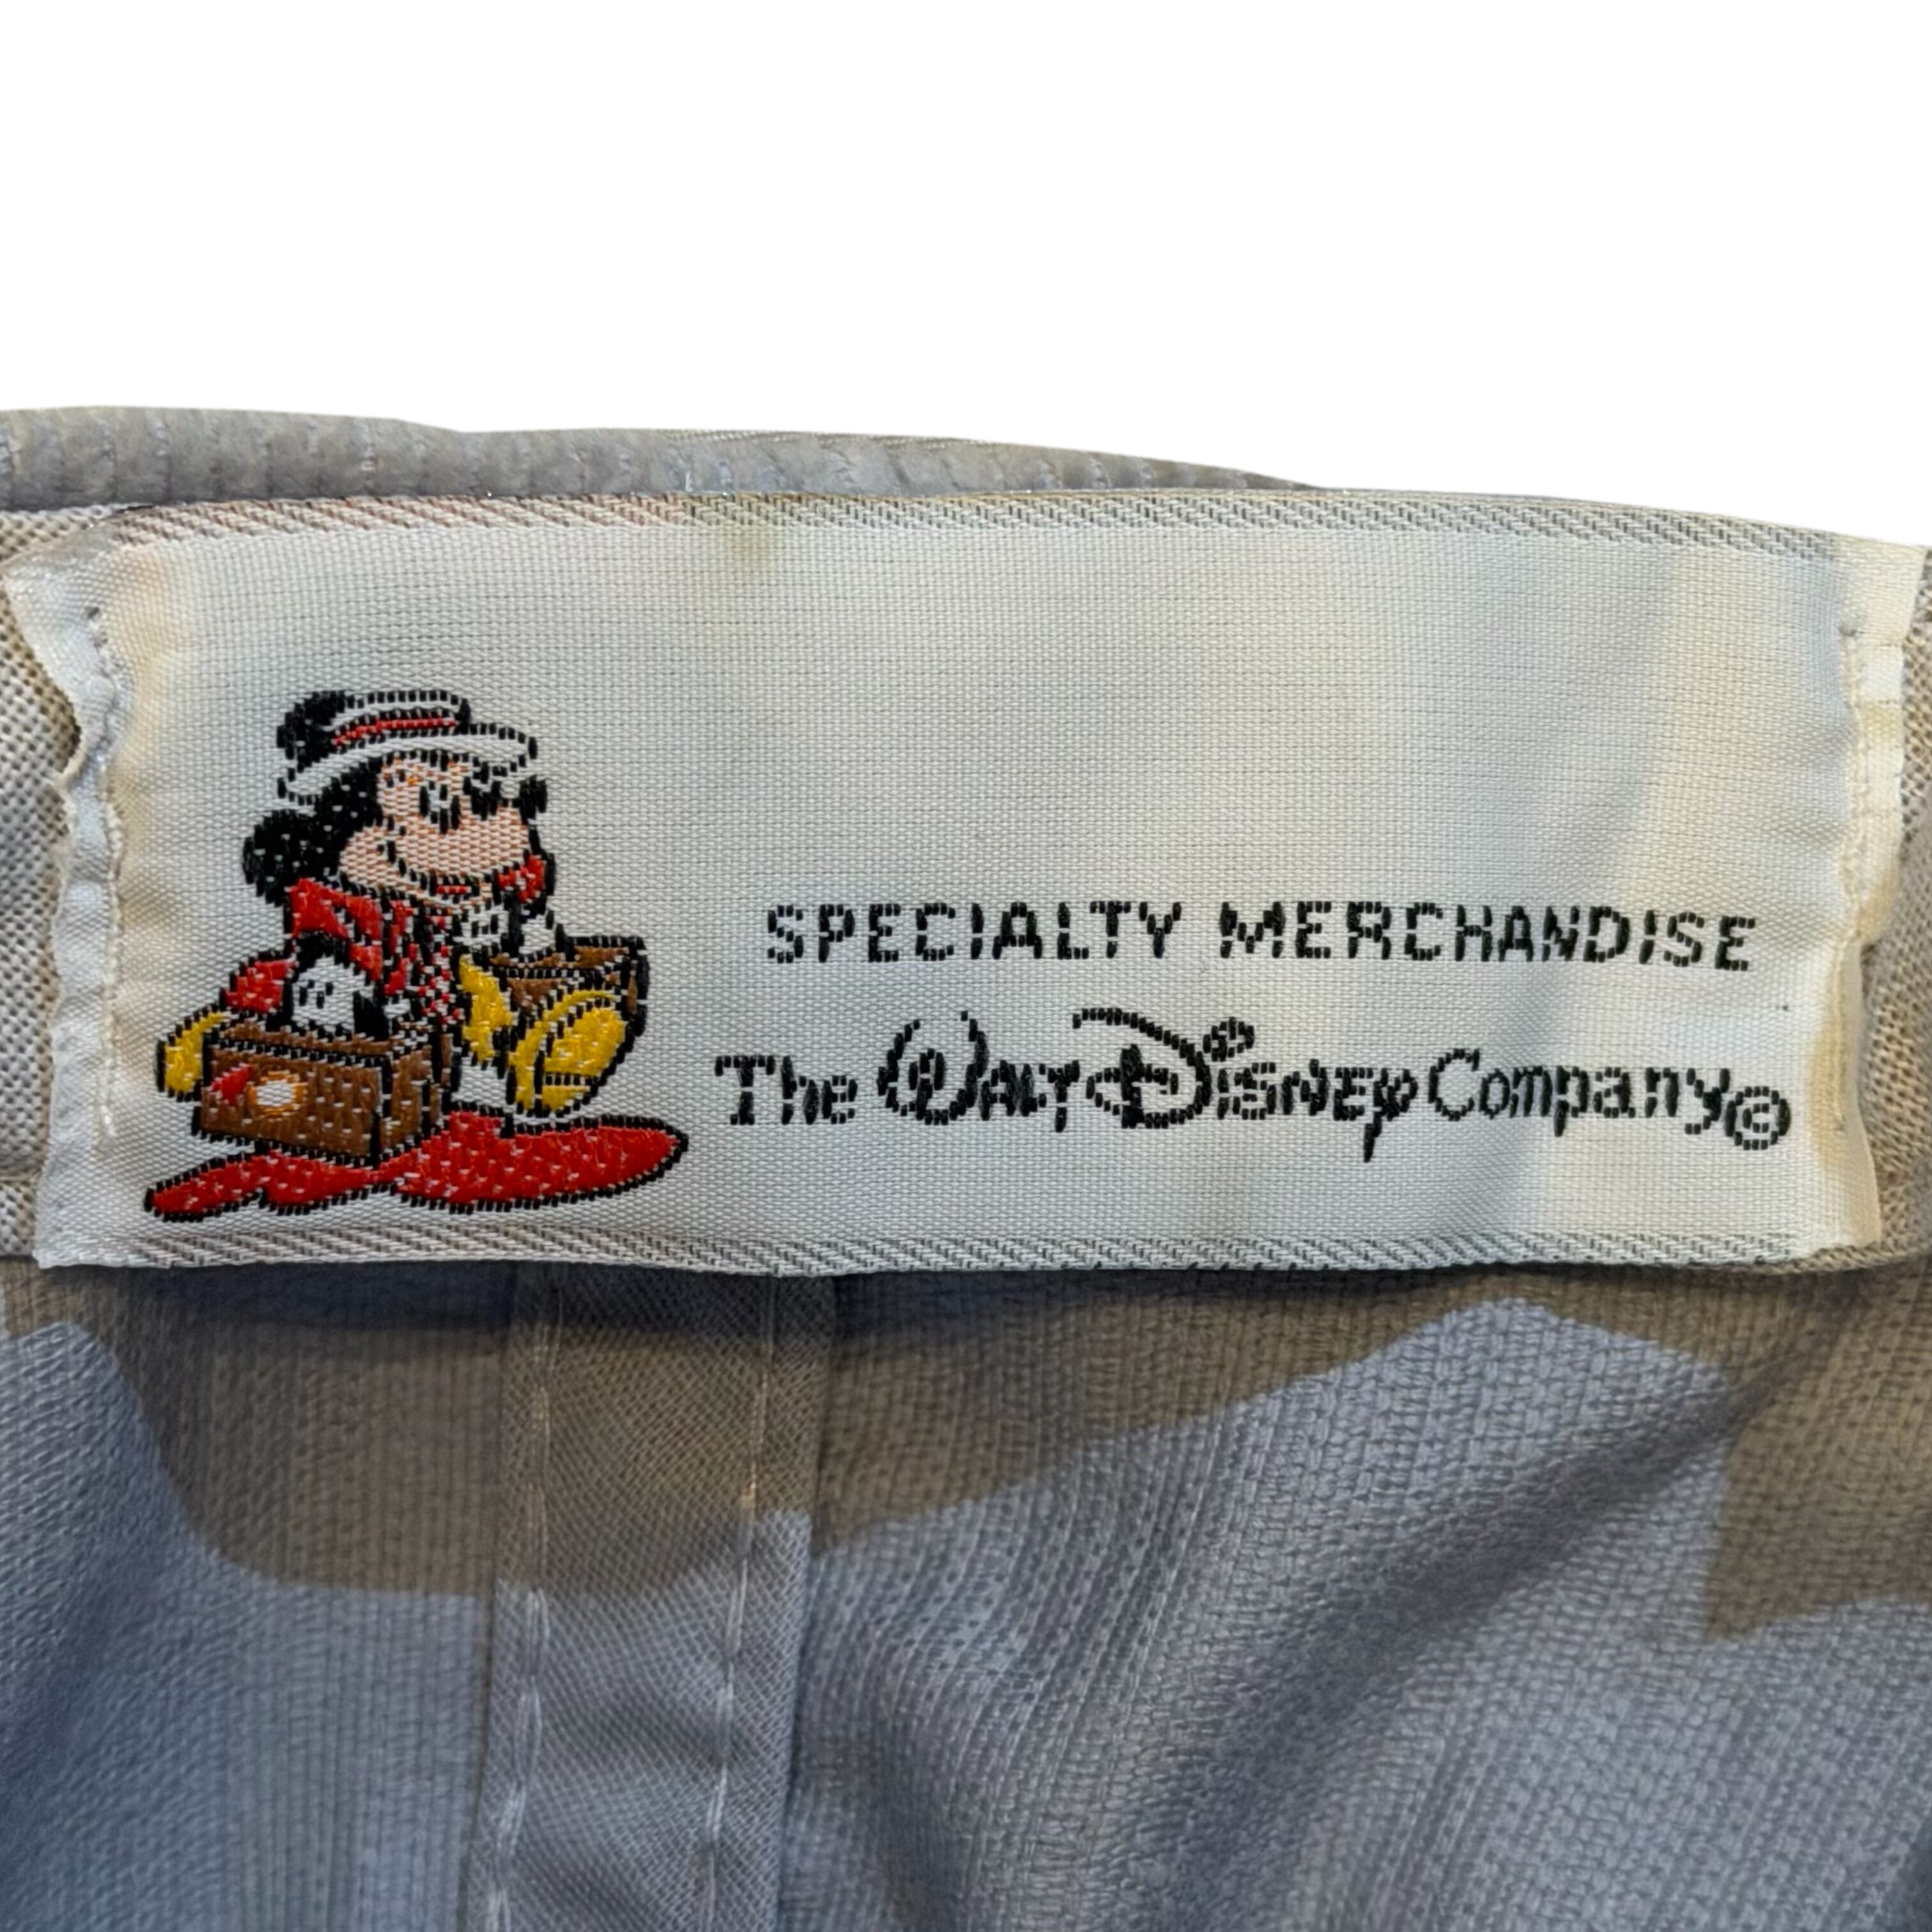 SPECIALTY MERCHANDISE
The Walt Disney Company©